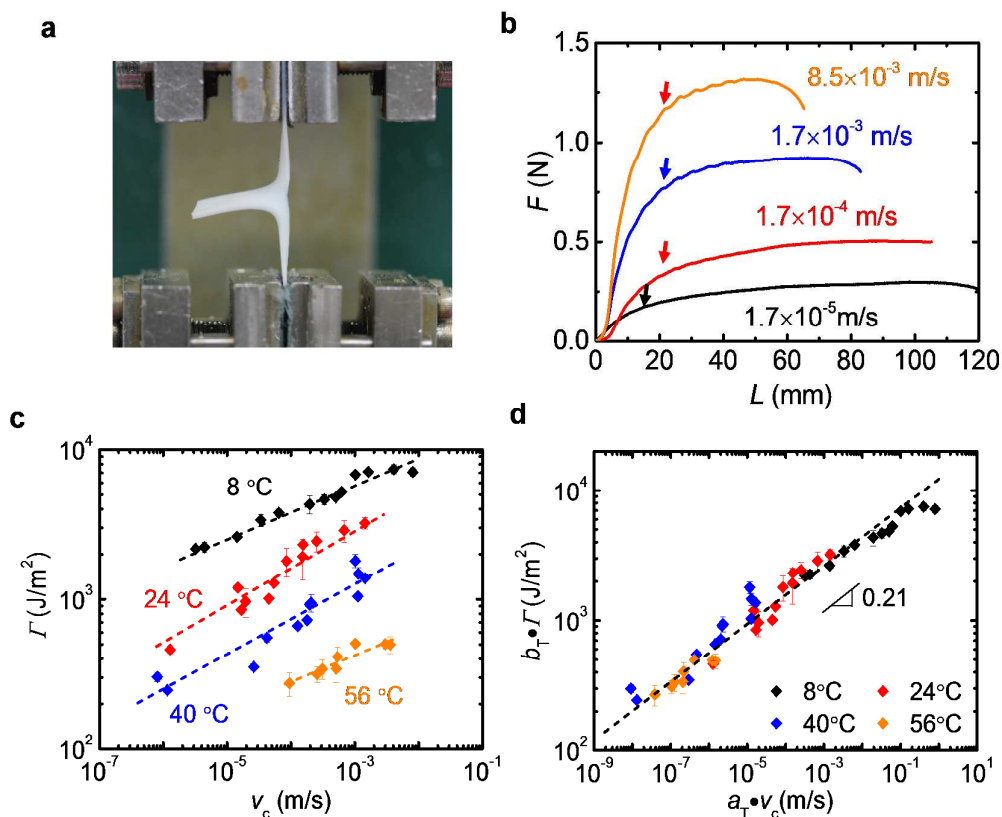 a
b
1.5
1.0
0.5
0.0
F (N)
8.5×10⁻³ m/s
1.7×10⁻³ m/s
1.7×10⁻⁴ m/s
1.7×10⁻⁵m/s
0 20 40 60 80 100 120
L (mm)
c
10⁴
10³
10²
Γ (J/m²)
8 °C
24 °C
40 °C
56 °C
10⁻⁷ 10⁻⁵ 10⁻³ 10⁻¹
v_c (m/s)
d
10⁴
10³
10²
b_T•Γ (J/m²)
0.21
8°C 24°C
40°C 56°C
10⁻⁹ 10⁻⁷ 10⁻⁵ 10⁻³ 10⁻¹ 10¹
a_T•v_c(m/s)